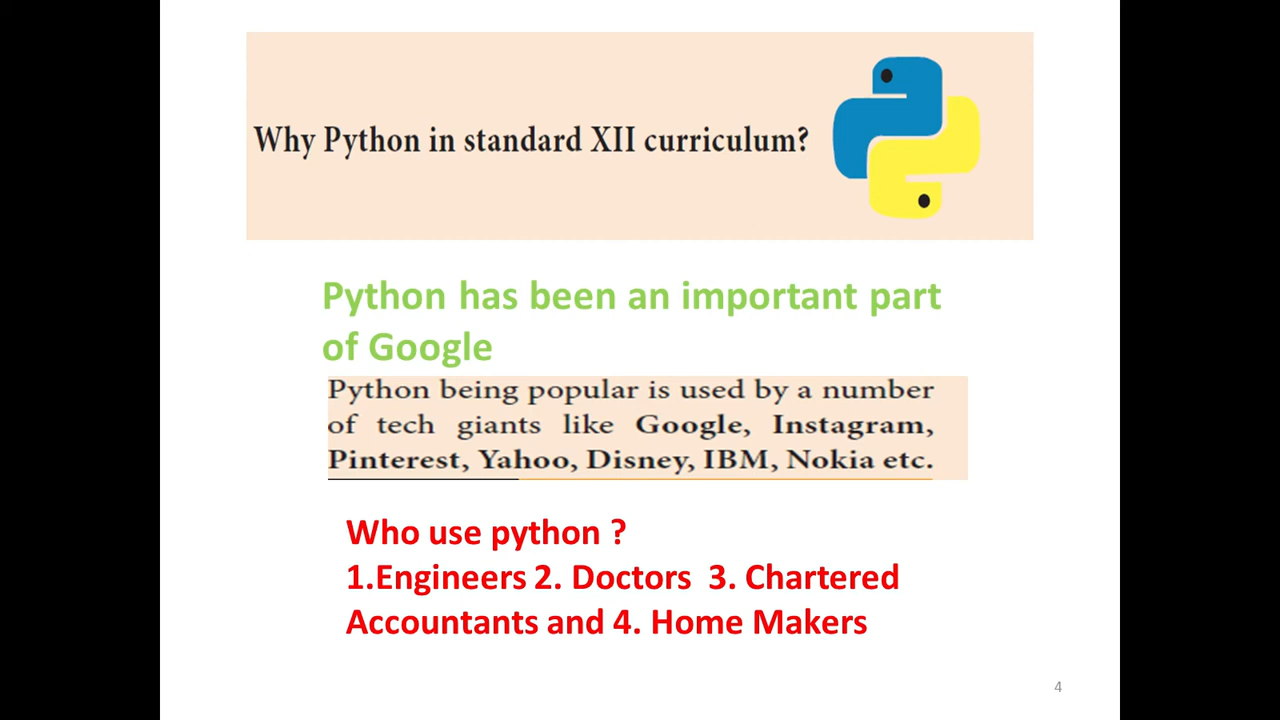 Why Python in standard XII curriculum?
Python has been an important part
of Google
Python being popular is used by a number
of tech giants like Google, Instagram,
Pinterest, Yahoo, Disney, IBM, Nokia etc.
Who use python ?
1.Engineers 2. Doctors  3. Chartered
Accountants and 4. Home Makers
4